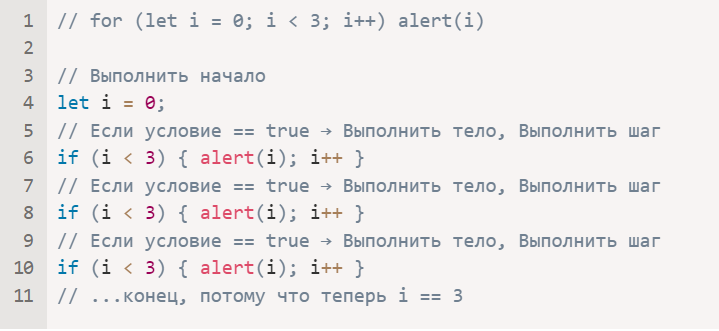 1 // for (let i = 0; i < 3; i++) alert(i)
2
3 // Выполнить начало
4 let i = 0;
5 // Если условие == true → Выполнить тело, Выполнить шаг
6 if (i < 3) { alert(i); i++ }
7 // Если условие == true → Выполнить тело, Выполнить шаг
8 if (i < 3) { alert(i); i++ }
9 // Если условие == true → Выполнить тело, Выполнить шаг
10 if (i < 3) { alert(i); i++ }
11 // ...конец, потому что теперь i == 3